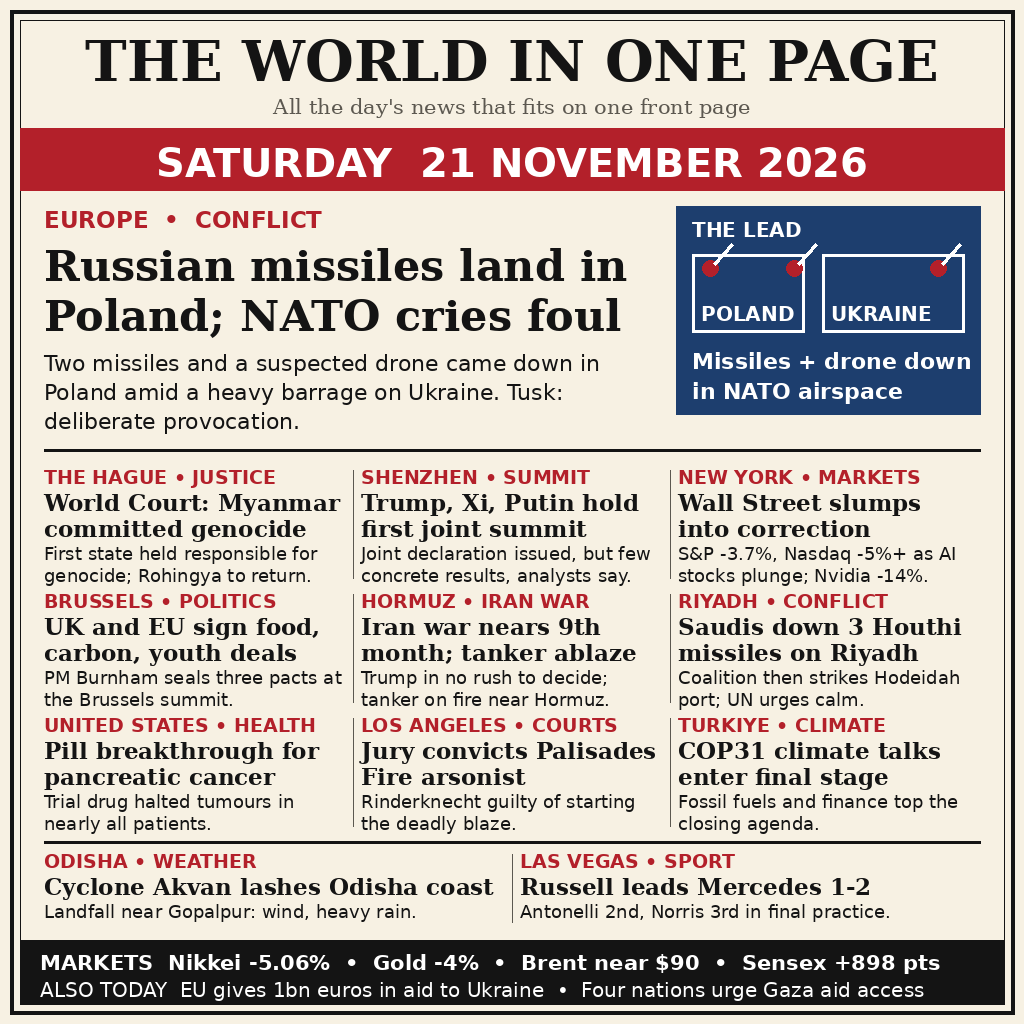 THE WORLD IN ONE PAGE
All the day's news that fits on one front page
SATURDAY 21 NOVEMBER 2026
EUROPE • CONFLICT
Russian missiles land in
Poland; NATO cries foul
Two missiles and a suspected drone came down in
Poland amid a heavy barrage on Ukraine. Tusk:
deliberate provocation.
THE LEAD
POLAND
UKRAINE
Missiles + drone down
in NATO airspace
THE HAGUE • JUSTICE
World Court: Myanmar
committed genocide
First state held responsible for
genocide; Rohingya to return.
SHENZHEN • SUMMIT
Trump, Xi, Putin hold
first joint summit
Joint declaration issued, but few
concrete results, analysts say.
NEW YORK • MARKETS
Wall Street slumps
into correction
S&P -3.7%, Nasdaq -5%+ as AI
stocks plunge; Nvidia -14%.
BRUSSELS • POLITICS
UK and EU sign food,
carbon, youth deals
PM Burnham seals three pacts at
the Brussels summit.
HORMUZ • IRAN WAR
Iran war nears 9th
month; tanker ablaze
Trump in no rush to decide;
tanker on fire near Hormuz.
RIYADH • CONFLICT
Saudis down 3 Houthi
missiles on Riyadh
Coalition then strikes Hodeidah
port; UN urges calm.
UNITED STATES • HEALTH
Pill breakthrough for
pancreatic cancer
Trial drug halted tumours in
nearly all patients.
LOS ANGELES • COURTS
Jury convicts Palisades
Fire arsonist
Rinderknecht guilty of starting
the deadly blaze.
TURKIYE • CLIMATE
COP31 climate talks
enter final stage
Fossil fuels and finance top the
closing agenda.
ODISHA • WEATHER
Cyclone Akvan lashes Odisha coast
Landfall near Gopalpur: wind, heavy rain.
LAS VEGAS • SPORT
Russell leads Mercedes 1-2
Antonelli 2nd, Norris 3rd in final practice.
MARKETS Nikkei -5.06% • Gold -4% • Brent near $90 • Sensex +898 pts
ALSO TODAY EU gives 1bn euros in aid to Ukraine • Four nations urge Gaza aid access